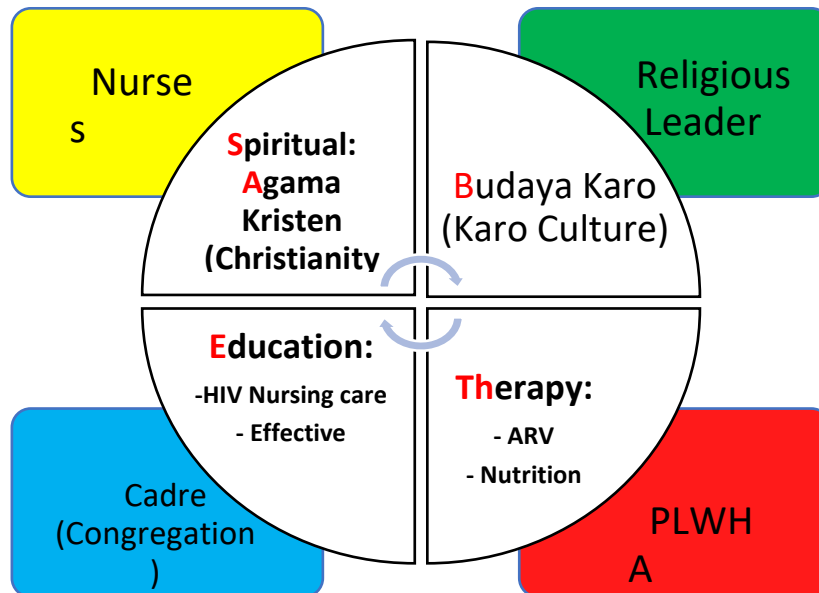 Nurse
s
Religious
Leader
Spiritual:
Agama
Kristen
(Christianity
Budaya Karo
(Karo Culture)
Education:
-HIV Nursing care
- Effective
Therapy:
- ARV
- Nutrition
Cadre
(Congregation
)
PLWH
A